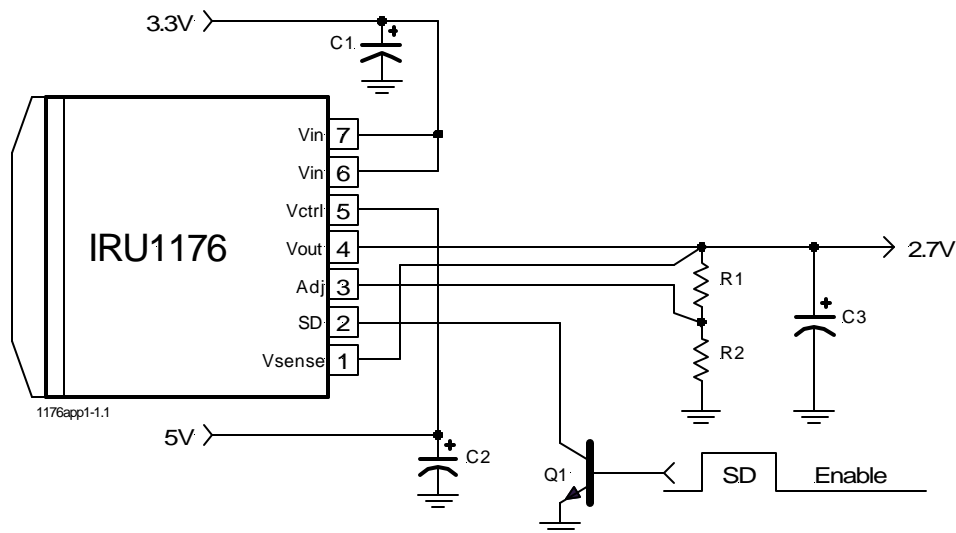 3.3V
C1
Vin 7
Vin 6
Vctrl 5
IRU1176
Vout 4
2.7V
Adj 3
R1
SD 2
C3
Vsense 1
R2
1176app1-1.1
5V
C2
Q1
SD Enable